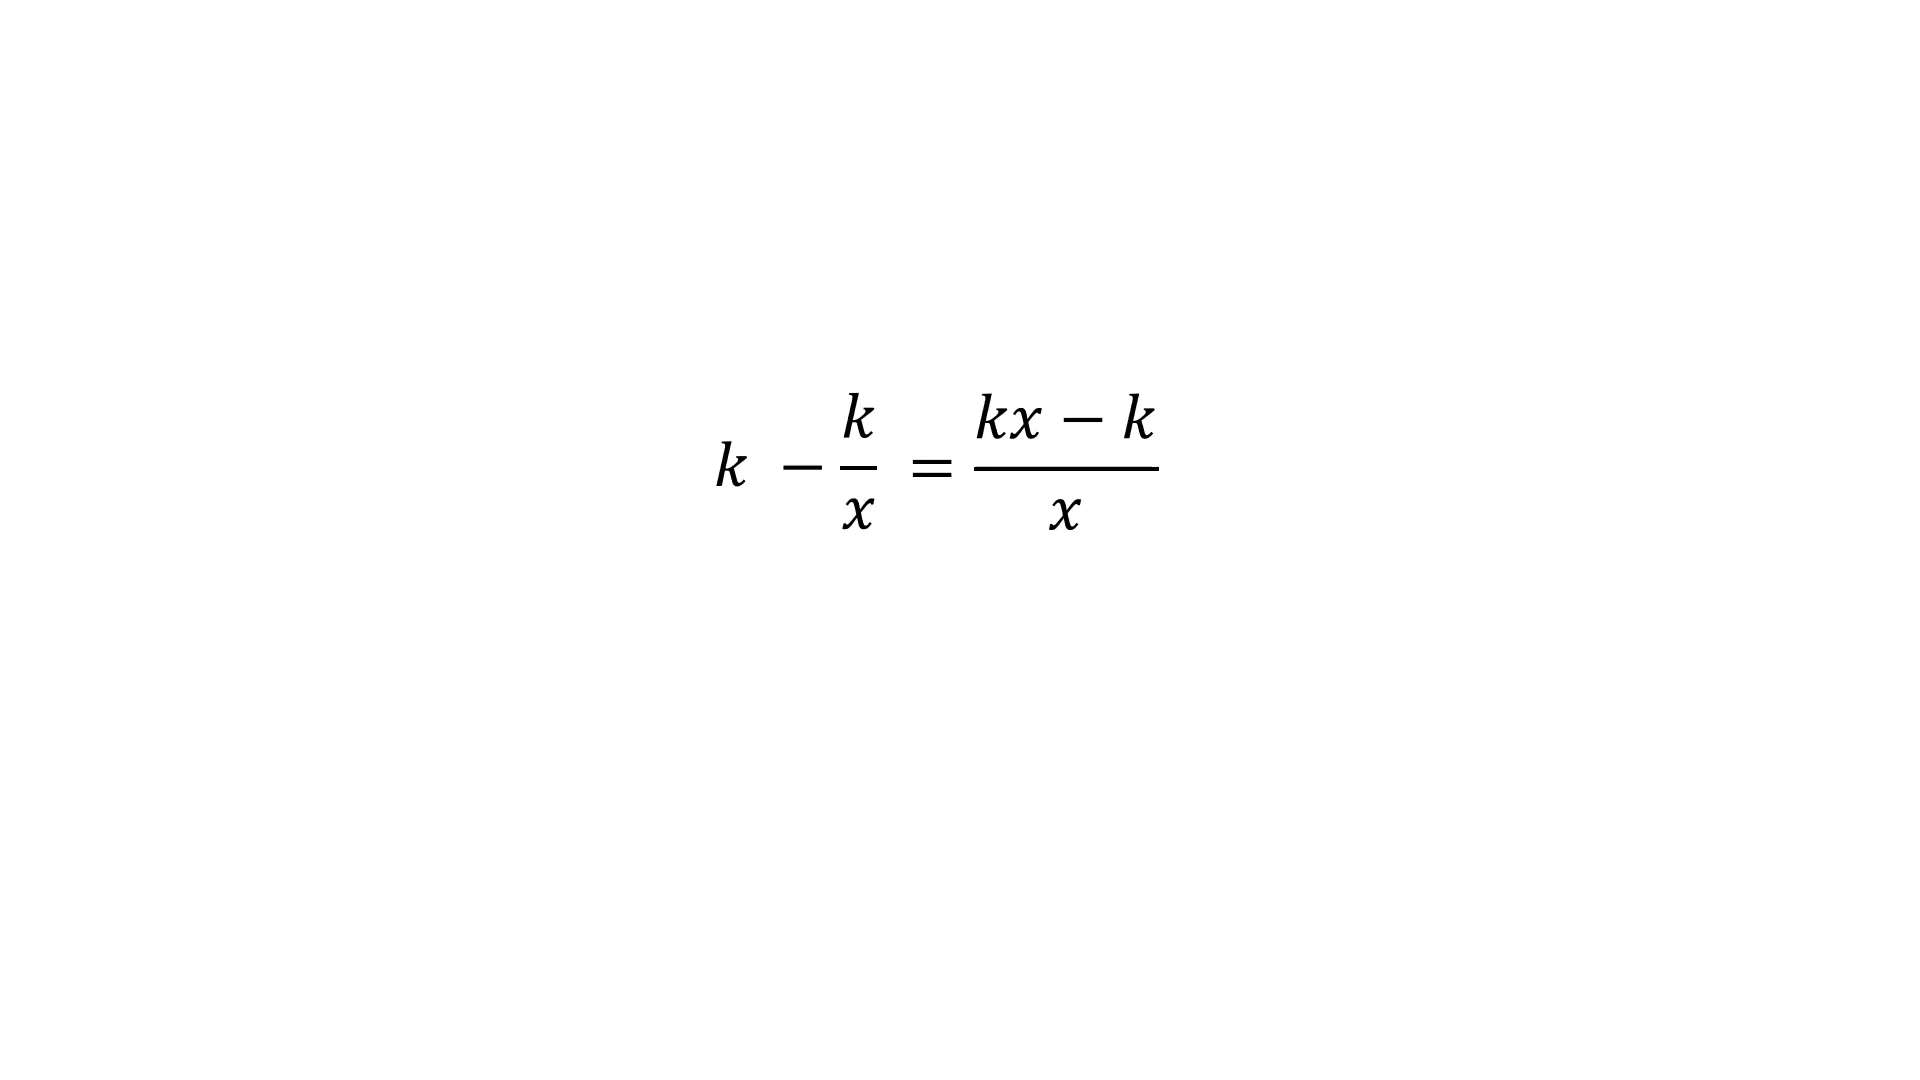 k − k/x = (kx − k)/x